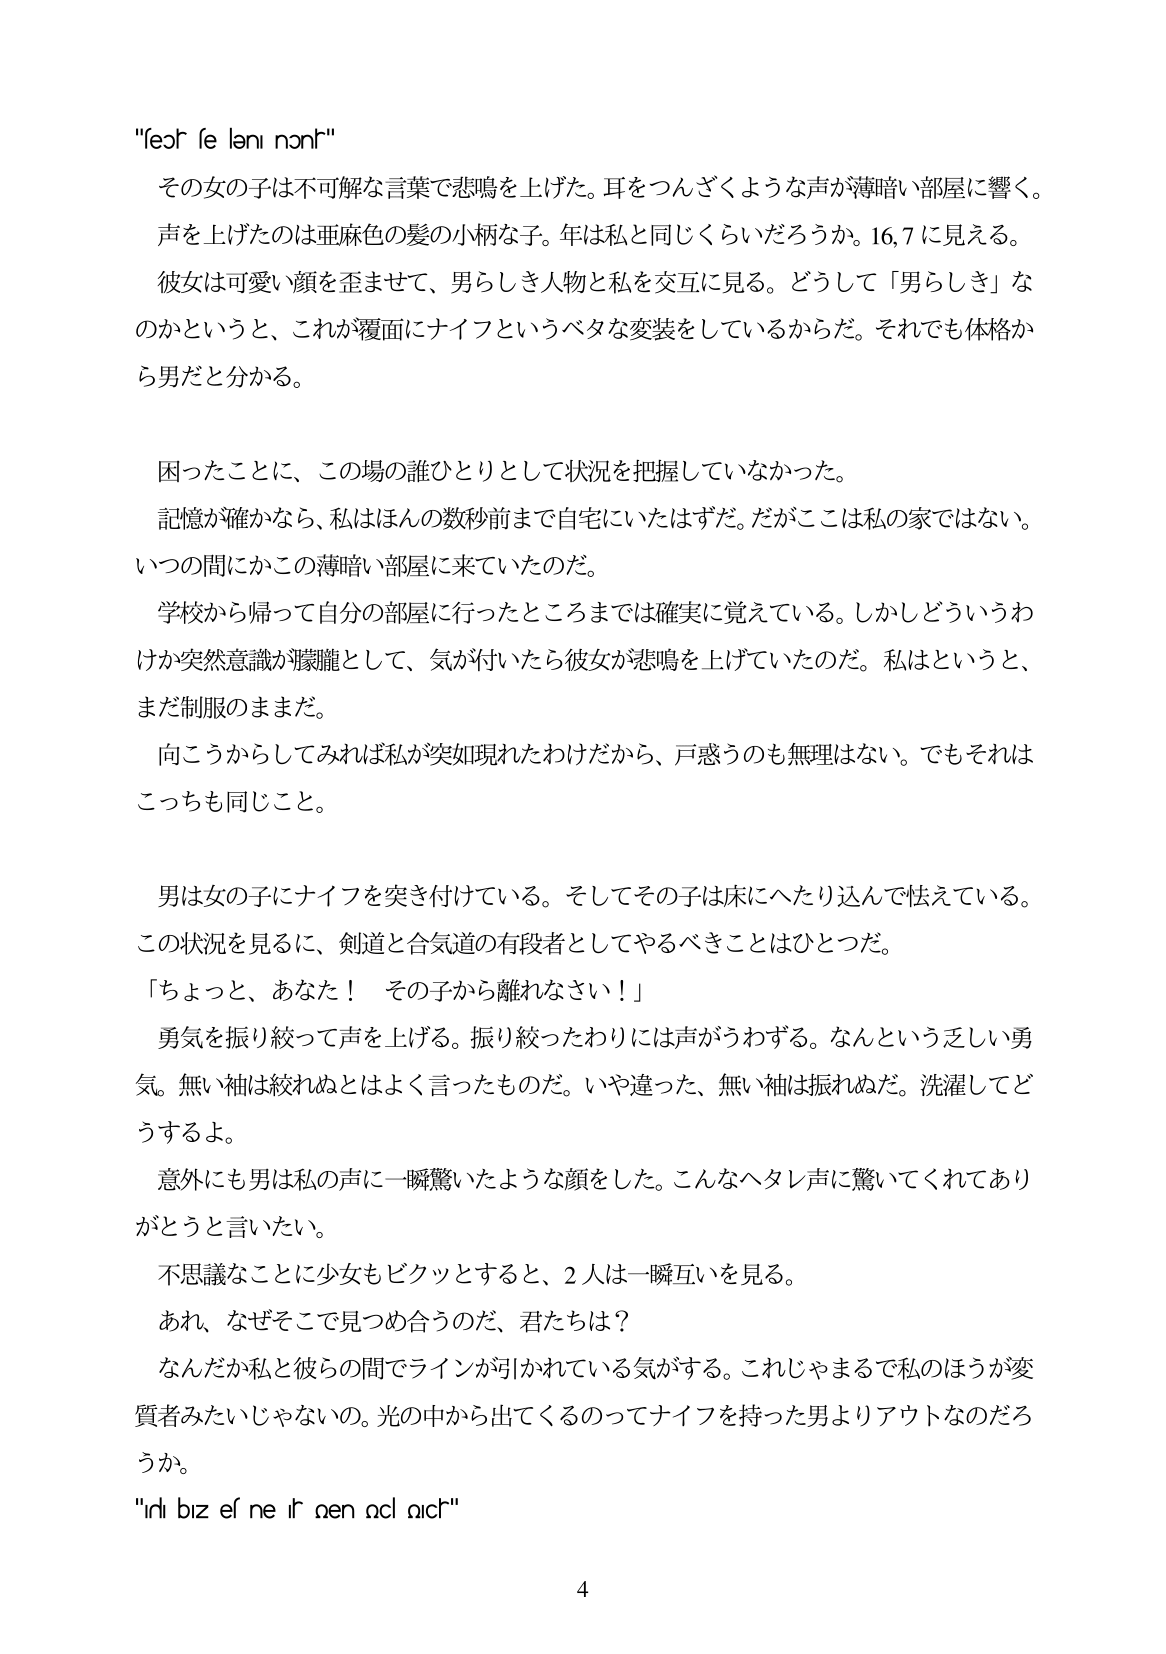 その女の子は不可解な言葉で悲鳴を上げた。耳をつんざくような声が薄暗い部屋に響く。
声を上げたのは亜麻色の髪の小柄な子。年は私と同じくらいだろうか。16,7 に見える。
彼女は可愛い顔を歪ませて、男らしき人物と私を交互に見る。どうして「男らしき」な
のかというと、これが覆面にナイフというベタな変装をしているからだ。それでも体格か
ら男だと分かる。
困ったことに、この場の誰ひとりとして状況を把握していなかった。
記憶が確かなら、私はほんの数秒前まで自宅にいたはずだ。だがここは私の家ではない。
いつの間にかこの薄暗い部屋に来ていたのだ。
学校から帰って自分の部屋に行ったところまでは確実に覚えている。しかしどういうわ
けか突然意識が朦朧として、気が付いたら彼女が悲鳴を上げていたのだ。私はというと、
まだ制服のままだ。
向こうからしてみれば私が突如現れたわけだから、戸惑うのも無理はない。でもそれは
こっちも同じこと。
男は女の子にナイフを突き付けている。そしてその子は床にへたり込んで怯えている。
この状況を見るに、剣道と合気道の有段者としてやるべきことはひとつだ。
「ちょっと、あなた！　その子から離れなさい！」
勇気を振り絞って声を上げる。振り絞ったわりには声がうわずる。なんという乏しい勇
気。無い袖は絞れぬとはよく言ったものだ。いや違った、無い袖は振れぬだ。洗濯してど
うするよ。
意外にも男は私の声に一瞬驚いたような顔をした。こんなヘタレ声に驚いてくれてあり
がとうと言いたい。
不思議なことに少女もビクッとすると、2 人は一瞬互いを見る。
あれ、なぜそこで見つめ合うのだ、君たちは？
なんだか私と彼らの間でラインが引かれている気がする。これじゃまるで私のほうが変
質者みたいじゃないの。光の中から出てくるのってナイフを持った男よりアウトなのだろ
うか。
4